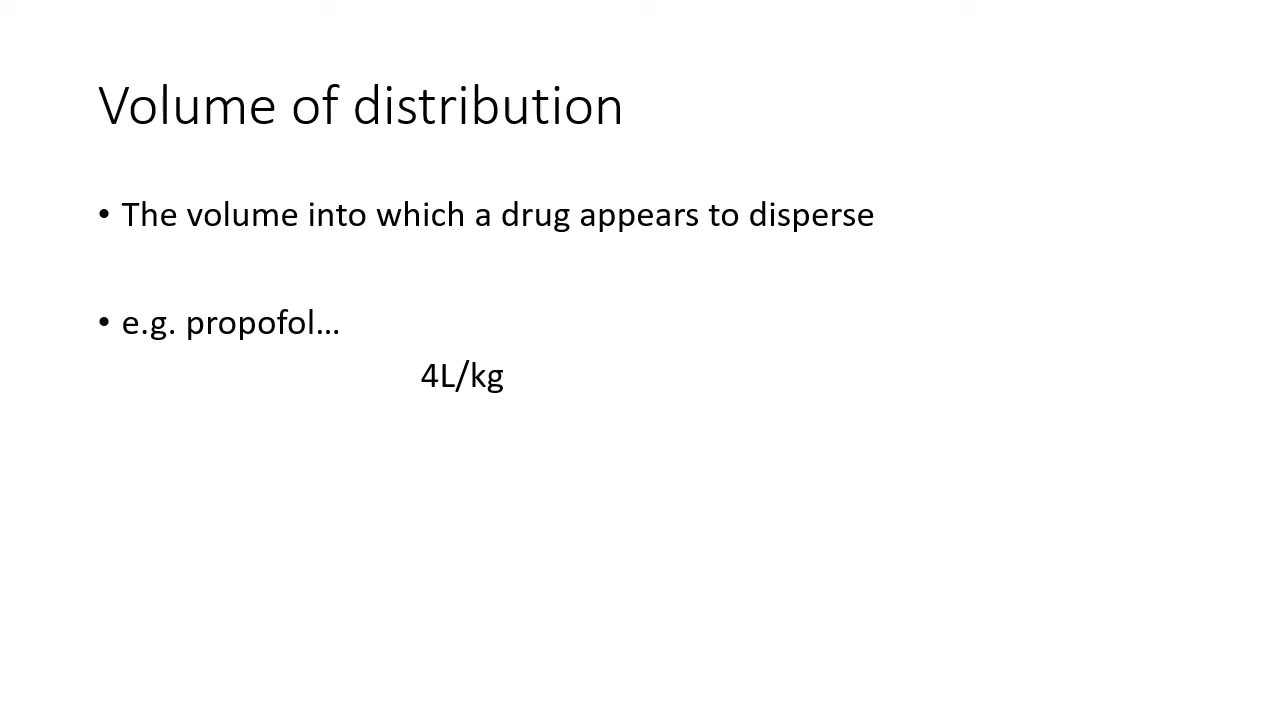 Volume of distribution
• The volume into which a drug appears to disperse
• e.g. propofol…
4L/kg